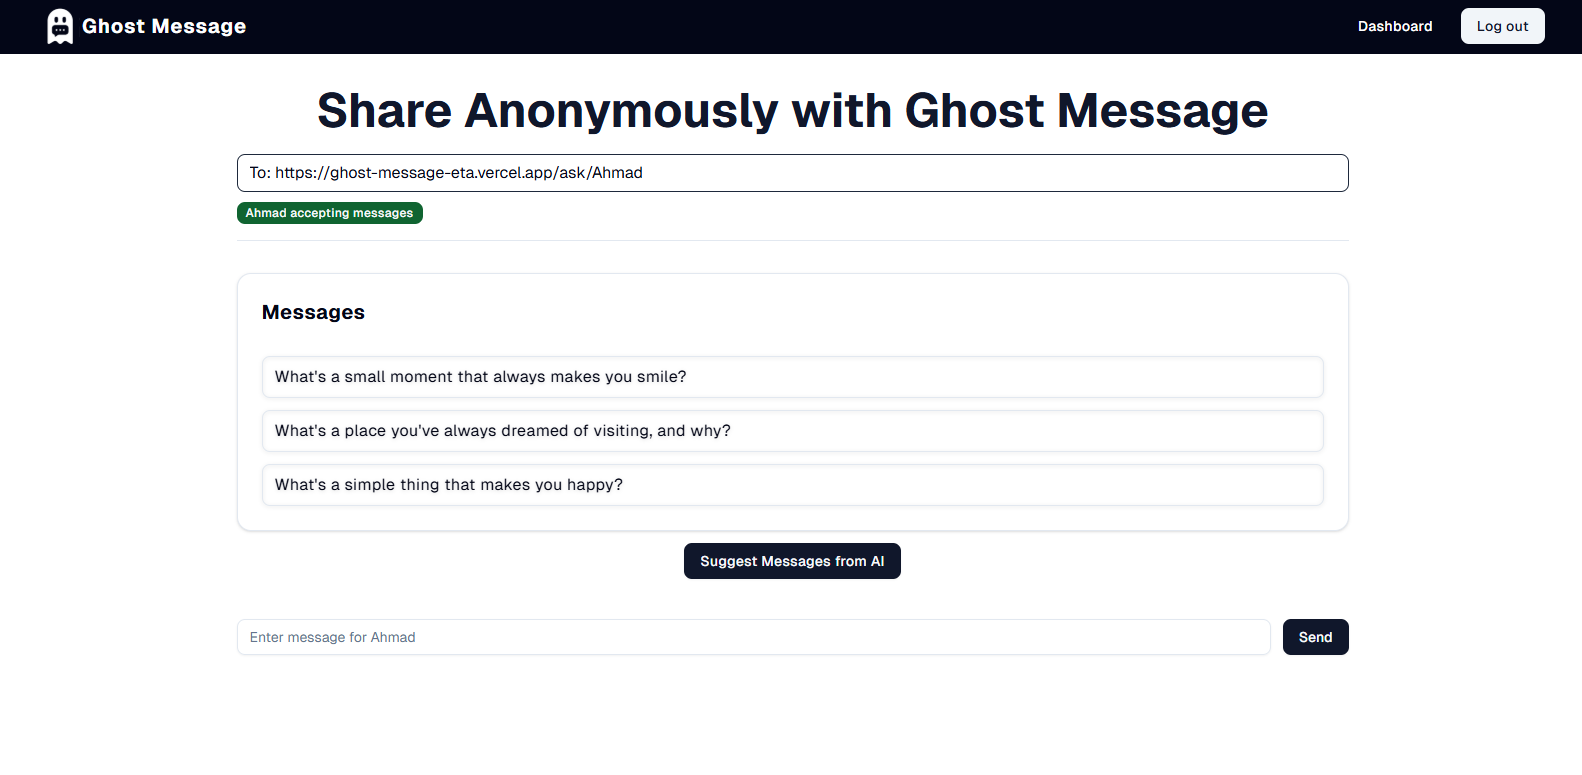 Ghost Message
Dashboard
Log out
Share Anonymously with Ghost Message
To: https://ghost-message-eta.vercel.app/ask/Ahmad
Ahmad accepting messages
Messages
What's a small moment that always makes you smile?
What's a place you've always dreamed of visiting, and why?
What's a simple thing that makes you happy?
Suggest Messages from AI
Enter message for Ahmad
Send